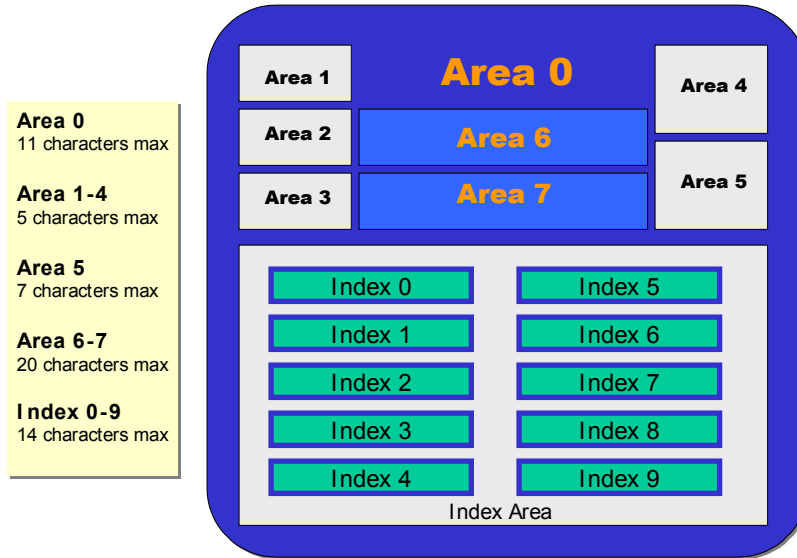 Area 0
11 characters max
Area 1-4
5 characters max
Area 5
7 characters max
Area 6-7
20 characters max
Index 0-9
14 characters max
Area 1
Area 0
Area 4
Area 2
Area 6
Area 3
Area 7
Area 5
Index 0
Index 5
Index 1
Index 6
Index 2
Index 7
Index 3
Index 8
Index 4
Index 9
Index Area